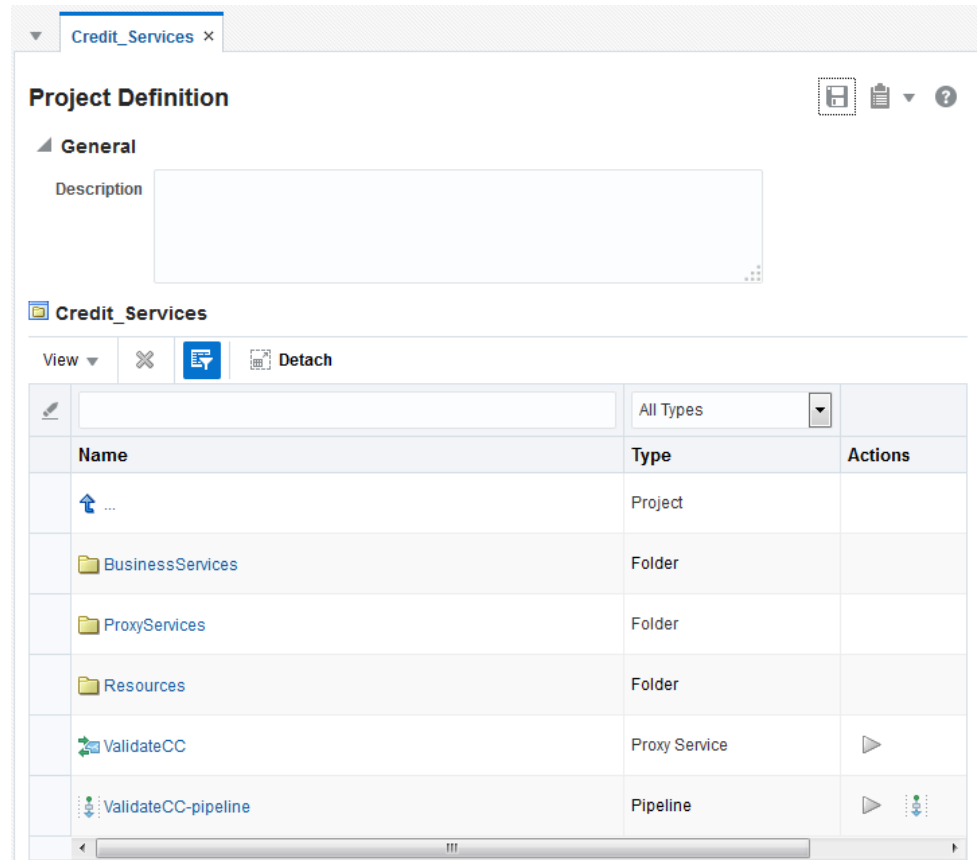 Credit_Services ×
Project Definition
General
Description
Credit_Services
View Detach
All Types
Name Type Actions
... Project
BusinessServices Folder
ProxyServices Folder
Resources Folder
ValidateCC Proxy Service
ValidateCC-pipeline Pipeline